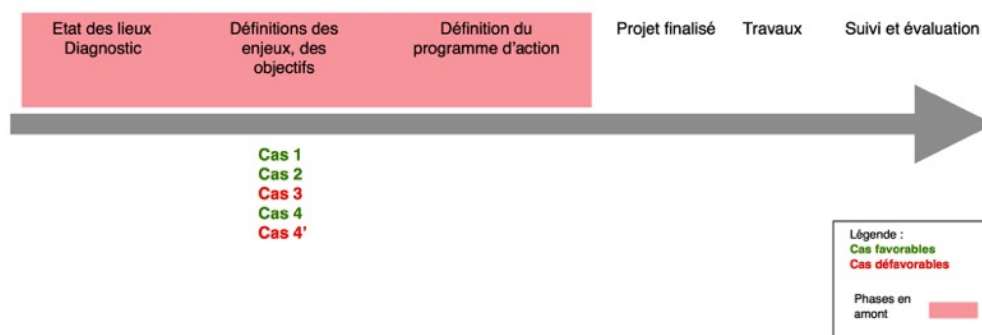 Etat des lieux
Diagnostic
Définitions des
enjeux, des
objectifs
Définition du
programme d'action
Projet finalisé
Travaux
Suivi et évaluation
Cas 1
Cas 2
Cas 3
Cas 4
Cas 4'
Légende :
Cas favorables
Cas défavorables
Phases en
amont